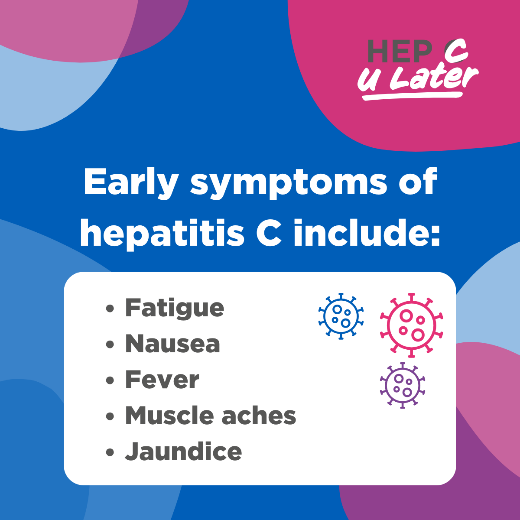 HEP C
U Later
Early symptoms of
hepatitis C include:
• Fatigue
• Nausea
• Fever
• Muscle aches
• Jaundice